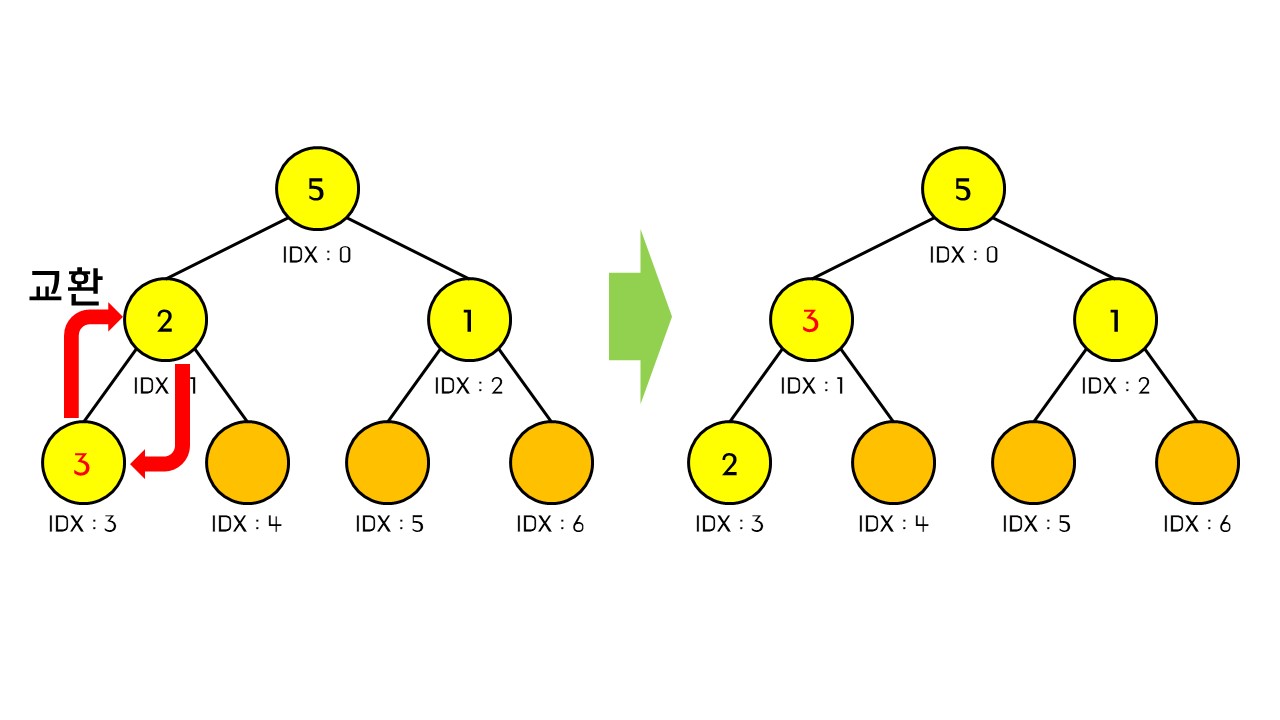 5
5
IDX : 0
IDX : 0
교환
2
1
3
1
IDX : 1
IDX : 2
IDX : 1
IDX : 2
3
2
IDX : 3
IDX : 4
IDX : 5
IDX : 6
IDX : 3
IDX : 4
IDX : 5
IDX : 6